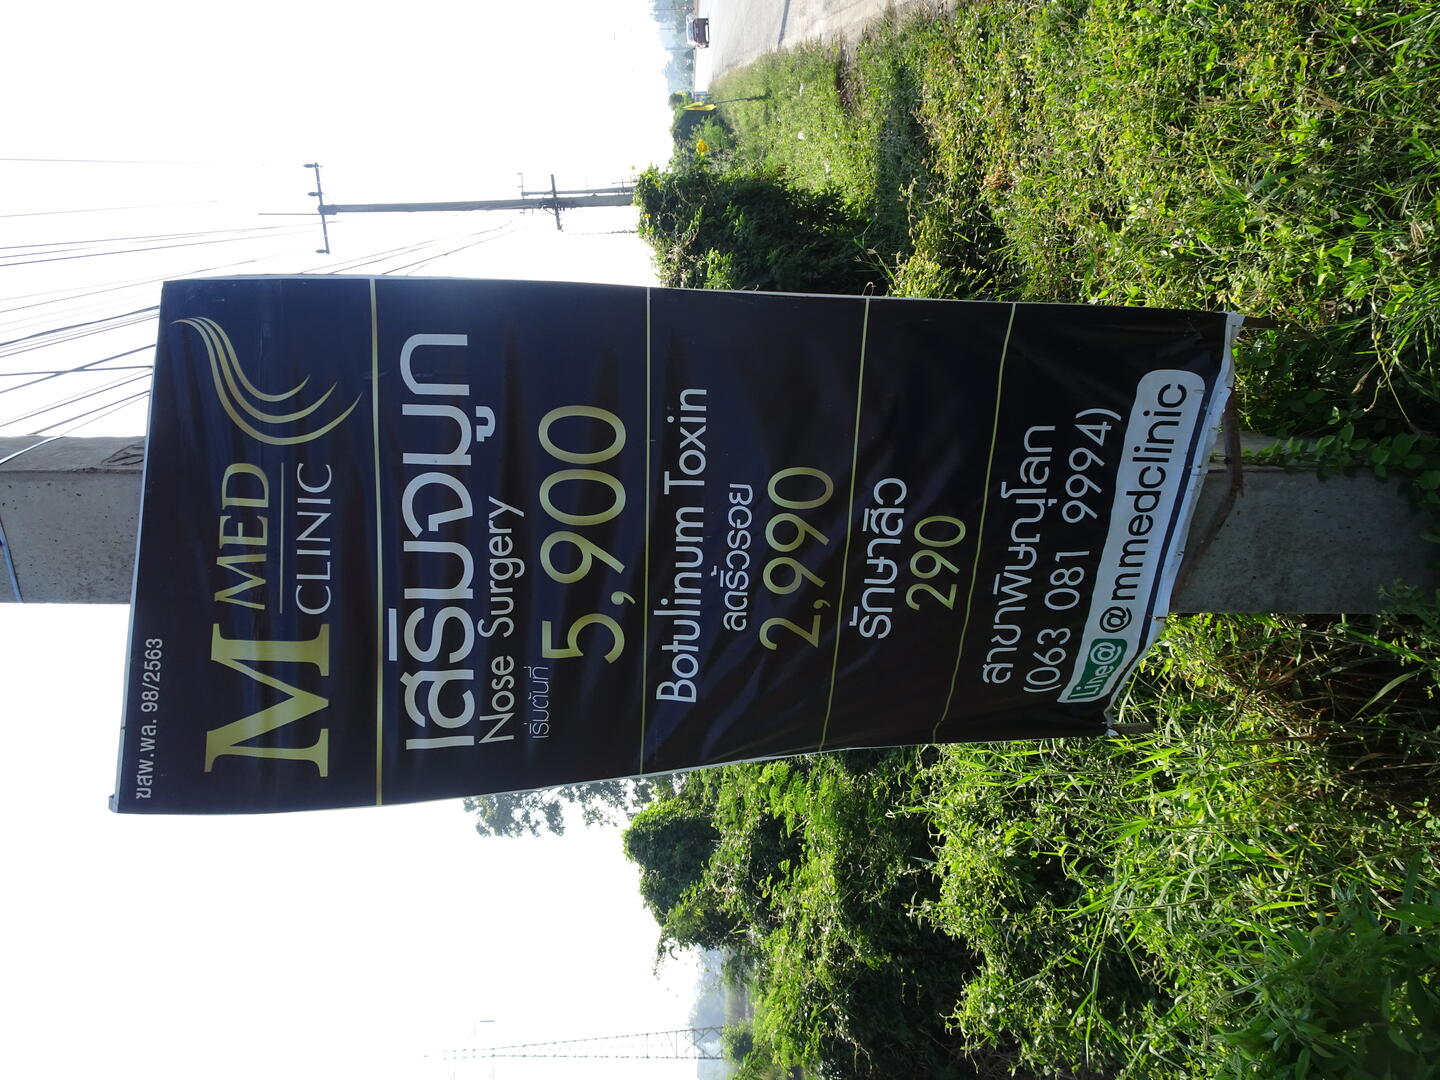 ฆสพ.พล. 98/2563
M MED
CLINIC
เสริมจมูก
Nose Surgery
เริ่มต้นที่ 5,900
Botulinum Toxin
ลดริ้วรอย
2,990
รักษาสิว
290
สาขาพิษณุโลก
(063 081 9994)
Line@ @mmedclinic